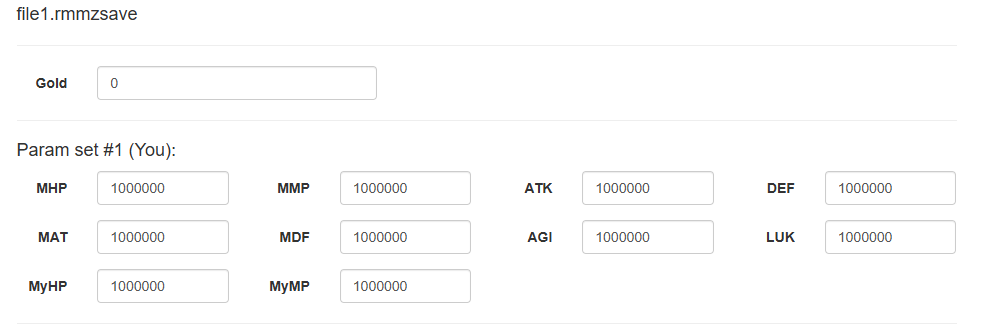 file1.rmmzsave
Gold 0
Param set #1 (You):
MHP 1000000 MMP 1000000 ATK 1000000 DEF 1000000
MAT 1000000 MDF 1000000 AGI 1000000 LUK 1000000
MyHP 1000000 MyMP 1000000